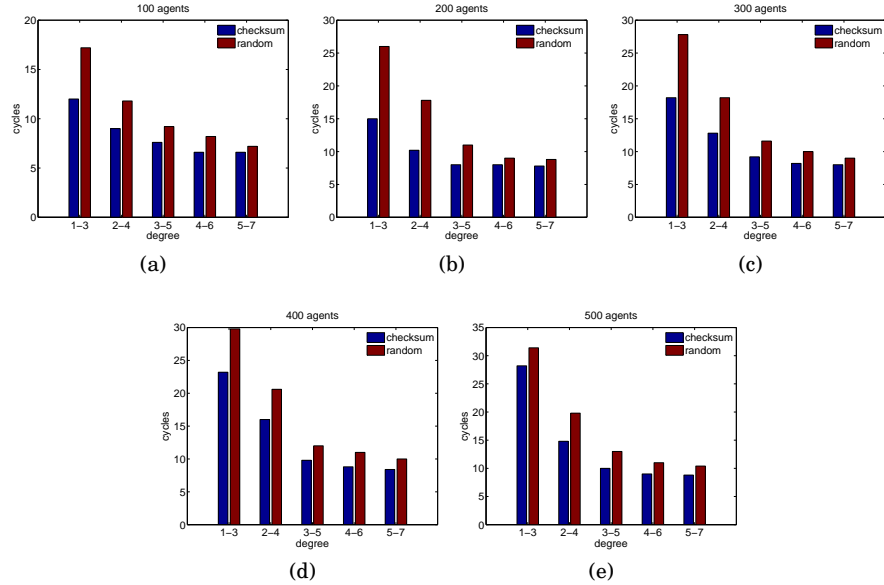 100 agents
20
15
10
5
0
cycles
checksum
random
1–3 2–4 3–5 4–6 5–7
degree
(a)
200 agents
30
25
20
15
10
5
0
cycles
checksum
random
1–3 2–4 3–5 4–6 5–7
degree
(b)
300 agents
30
25
20
15
10
5
0
cycles
checksum
random
1–3 2–4 3–5 4–6 5–7
degree
(c)
400 agents
30
25
20
15
10
5
0
cycles
checksum
random
1–3 2–4 3–5 4–6 5–7
degree
(d)
500 agents
35
30
25
20
15
10
5
0
cycles
checksum
random
1–3 2–4 3–5 4–6 5–7
degree
(e)